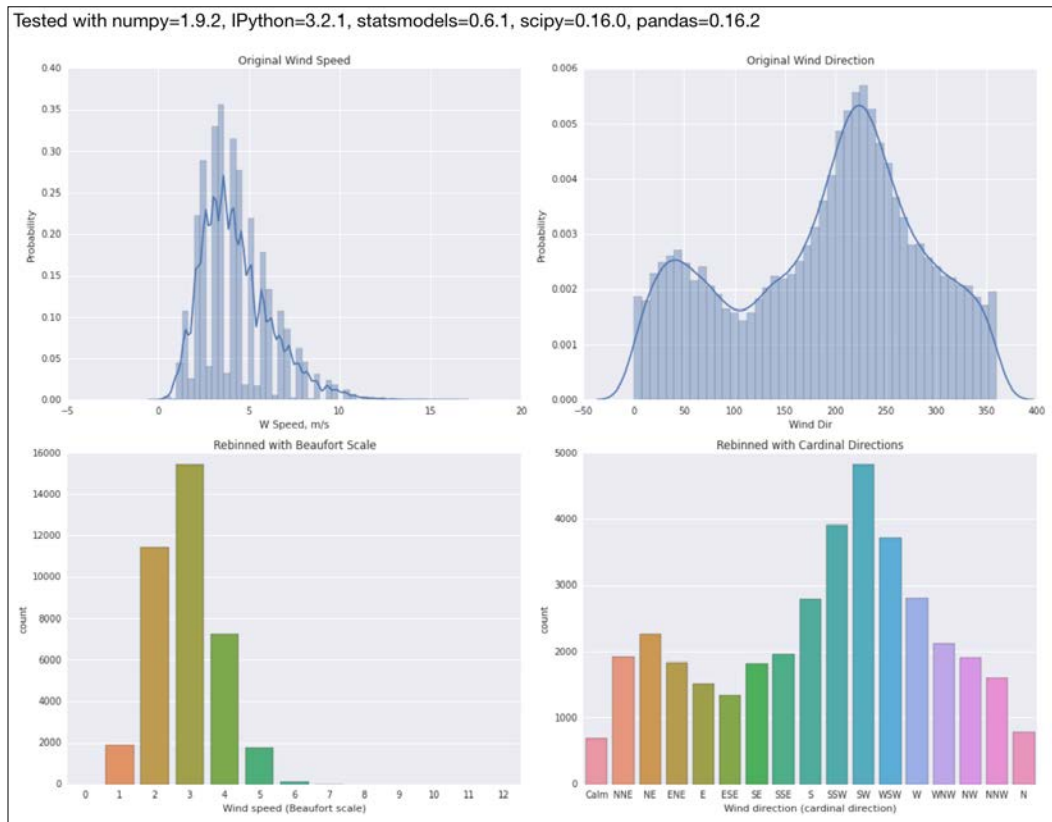 Tested with numpy=1.9.2, IPython=3.2.1, statsmodels=0.6.1, scipy=0.16.0, pandas=0.16.2
Original Wind Speed
0.40
0.35
0.30
0.25
0.20
0.15
0.10
0.05
0.00
Probability
−5 0 5 10 15 20
W Speed, m/s
Original Wind Direction
0.006
0.005
0.004
0.003
0.002
0.001
0.000
Probability
−50 0 50 100 150 200 250 300 350 400
Wind Dir
Rebinned with Beaufort Scale
16000
14000
12000
10000
8000
6000
4000
2000
0
count
0 1 2 3 4 5 6 7 8 9 10 11 12
Wind speed (Beaufort scale)
Rebinned with Cardinal Directions
5000
4000
3000
2000
1000
0
count
Calm NNE NE ENE E ESE SE SSE S SSW SW WSW W WNW NW NNW N
Wind direction (cardinal direction)